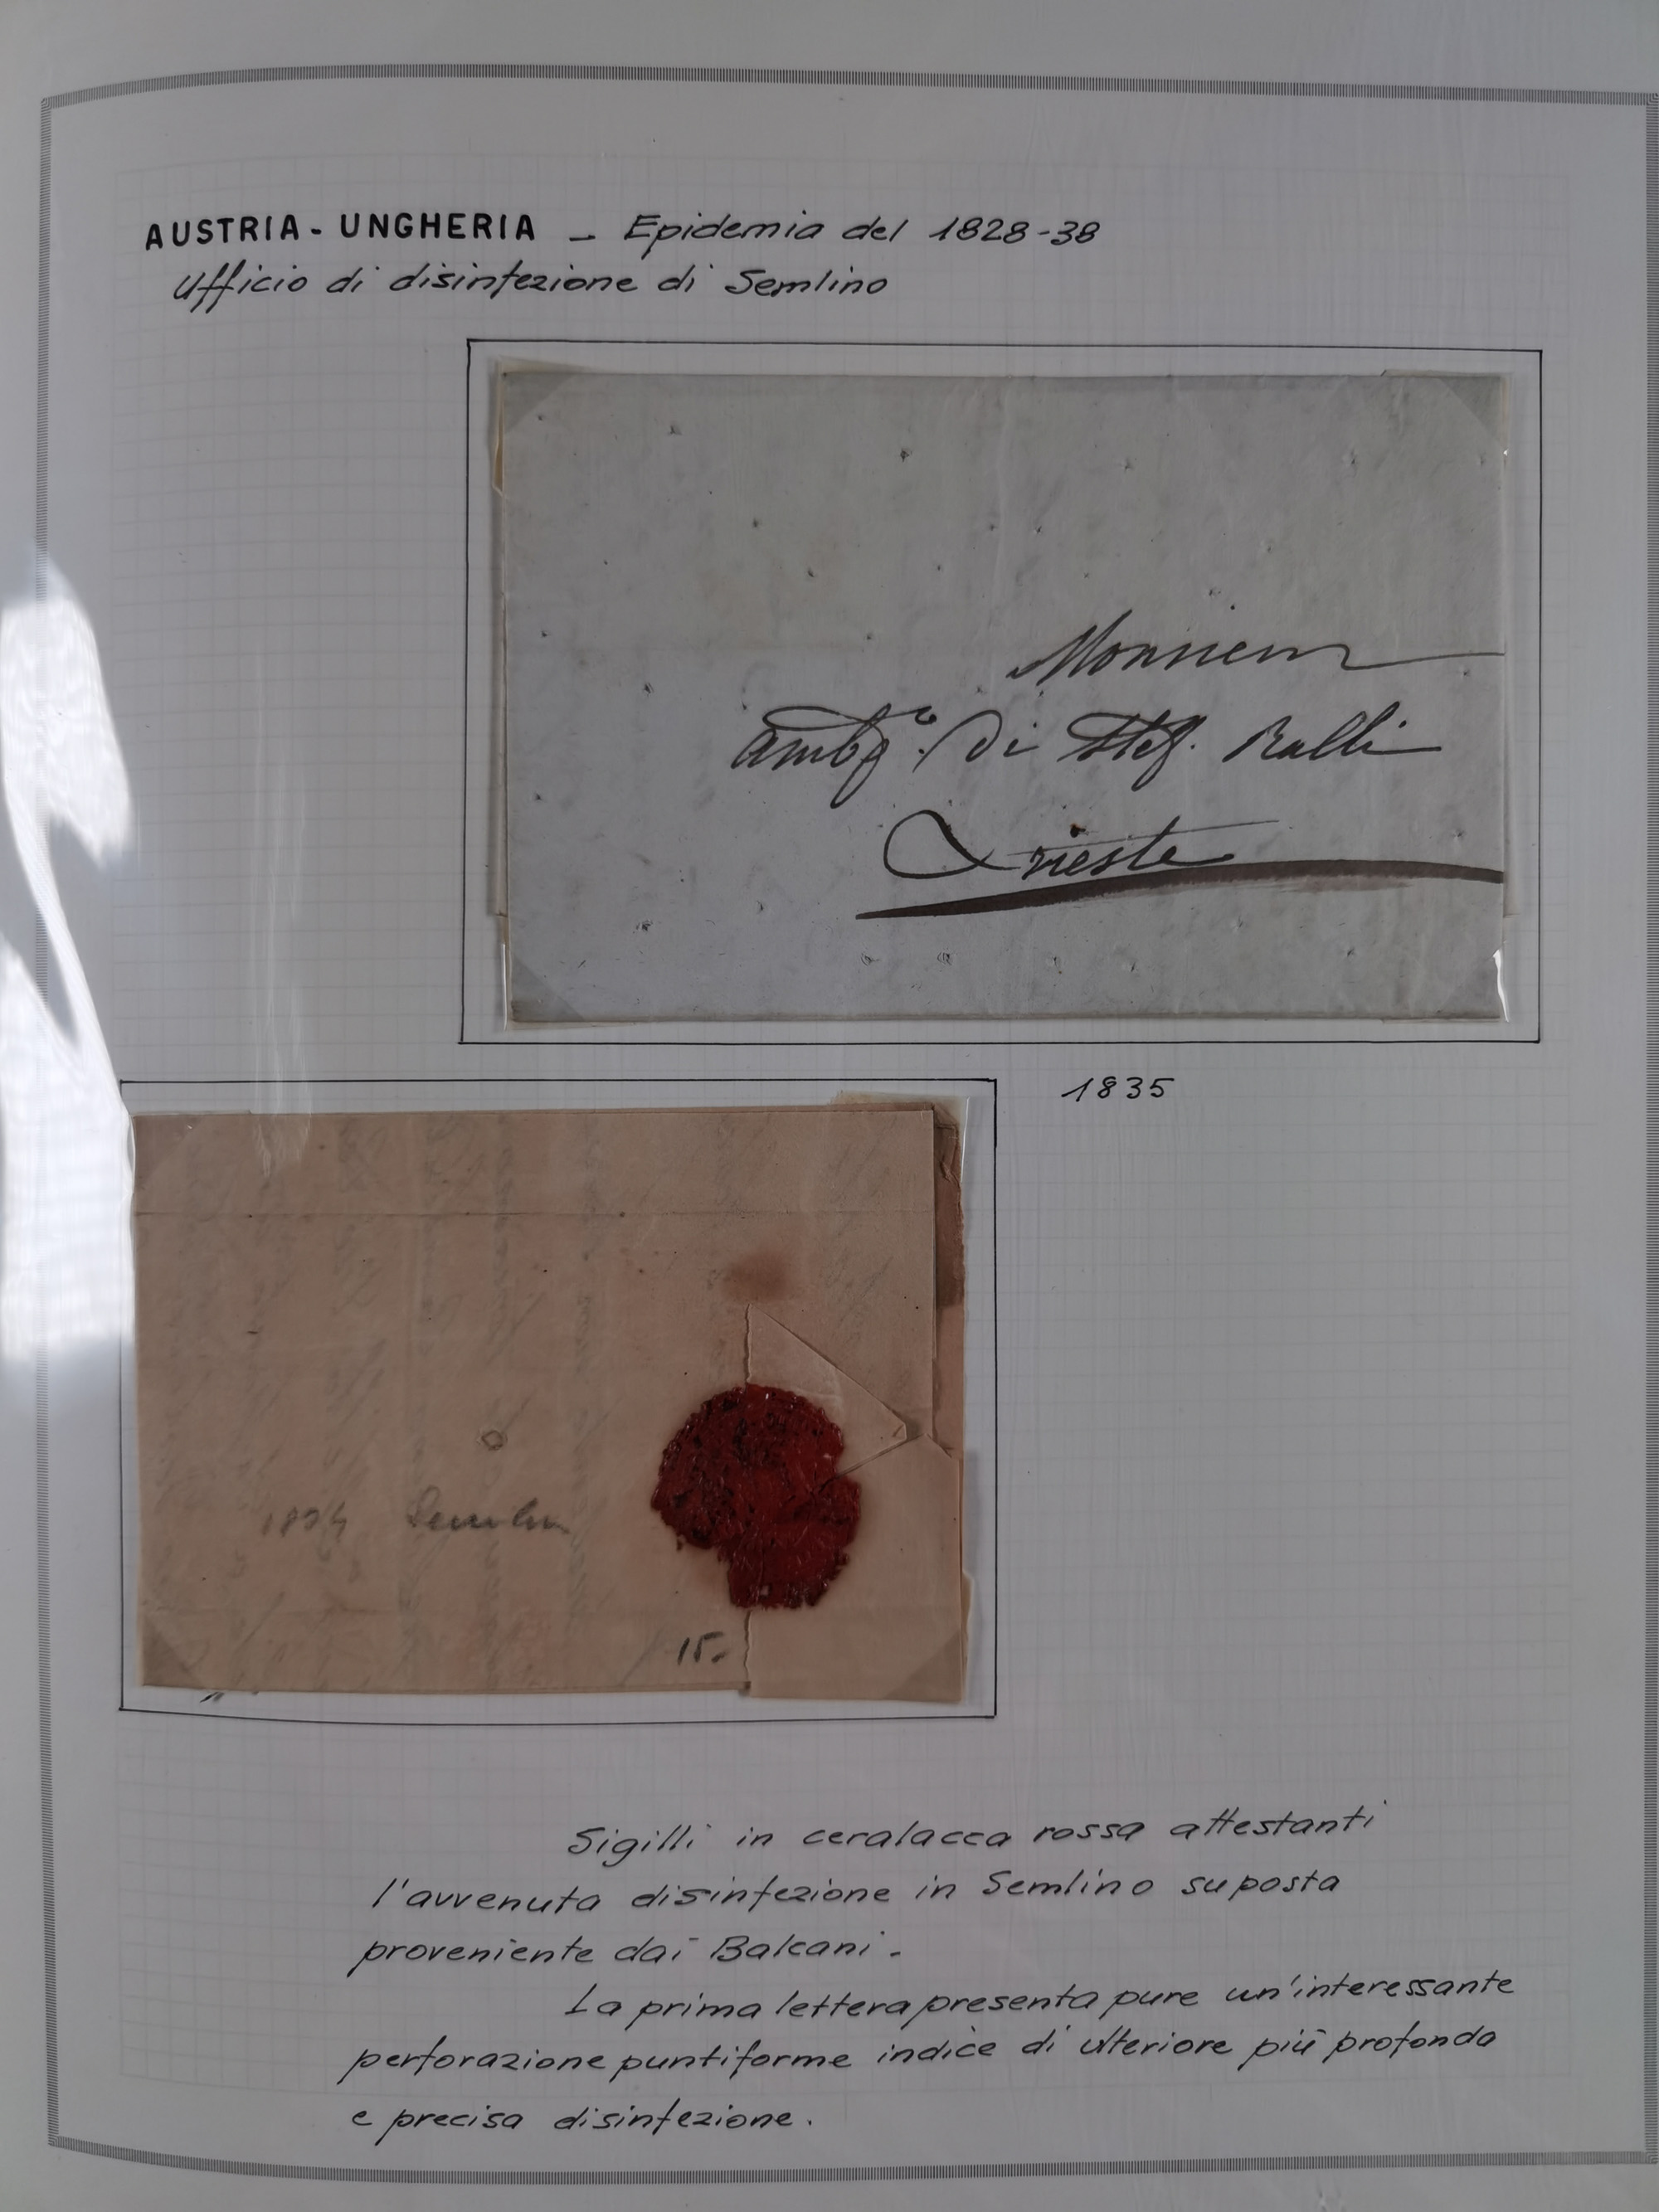 AUSTRIA - UNGHERIA - Epidemia del 1828-38
Ufficio di disinfezione di Semlino
Monsieur
Ambg.º di Stef. Ralli
Trieste
1835
1834 Semlin
15.
Sigilli in ceralacca rossa attestanti
l'avvenuta disinfezione in Semlino su posta
proveniente dai Balcani.
La prima lettera presenta pure un'interessante
perforazione puntiforme indice di ulteriore più profonda
e precisa disinfezione.